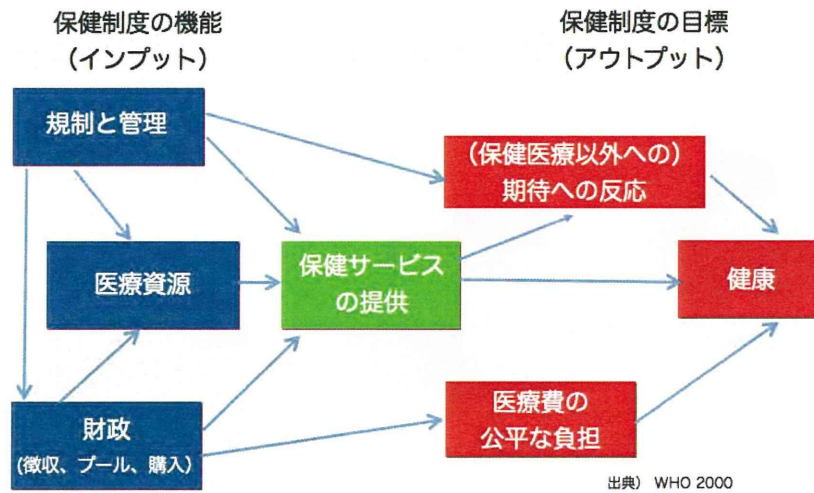 保健制度の機能
（インプット）
保健制度の目標
（アウトプット）
規制と管理
（保健医療以外への）
期待への反応
医療資源
保健サービス
の提供
健康
財政
(徴収、プール、購入)
医療費の
公平な負担
出典） WHO 2000